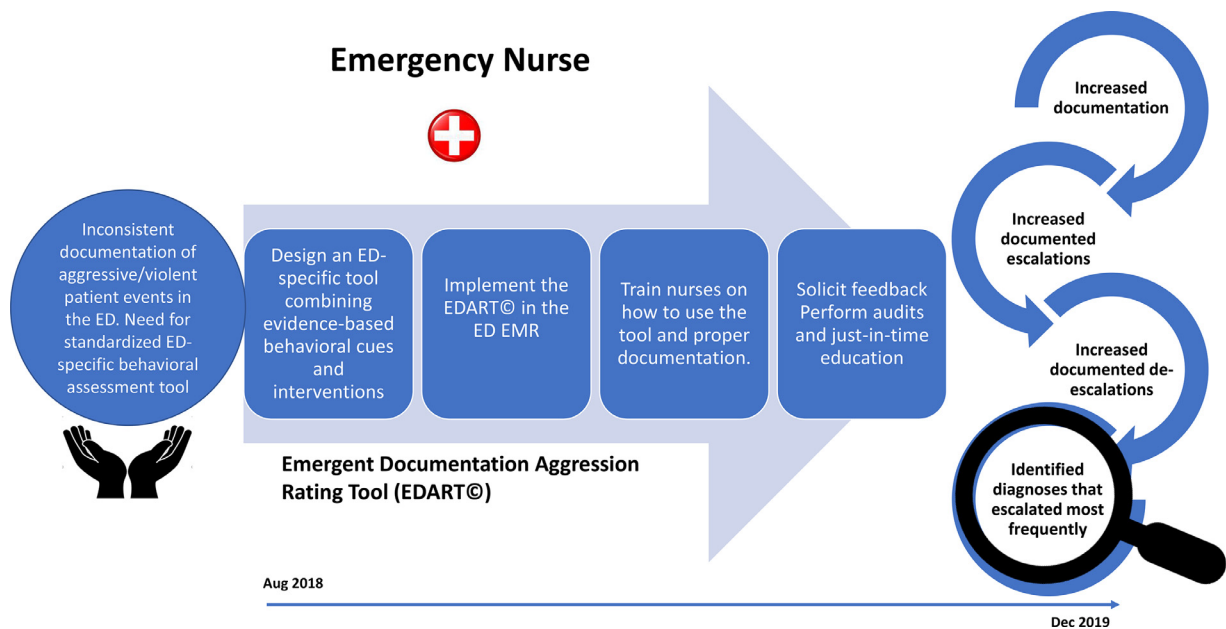 Emergency Nurse
Inconsistent
documentation of
aggressive/violent
patient events in
the ED. Need for
standardized ED-
specific behavioral
assessment tool
Design an ED-
specific tool
combining
evidence-based
behavioral cues
and
interventions
Implement the
EDART© in the
ED EMR
Train nurses on
how to use the
tool and proper
documentation.
Solicit feedback
Perform audits
and just-in-time
education
Emergent Documentation Aggression
Rating Tool (EDART©)
Increased
documentation
Increased
documented
escalations
Increased
documented de-
escalations
Identified
diagnoses that
escalated most
frequently
Aug 2018
Dec 2019